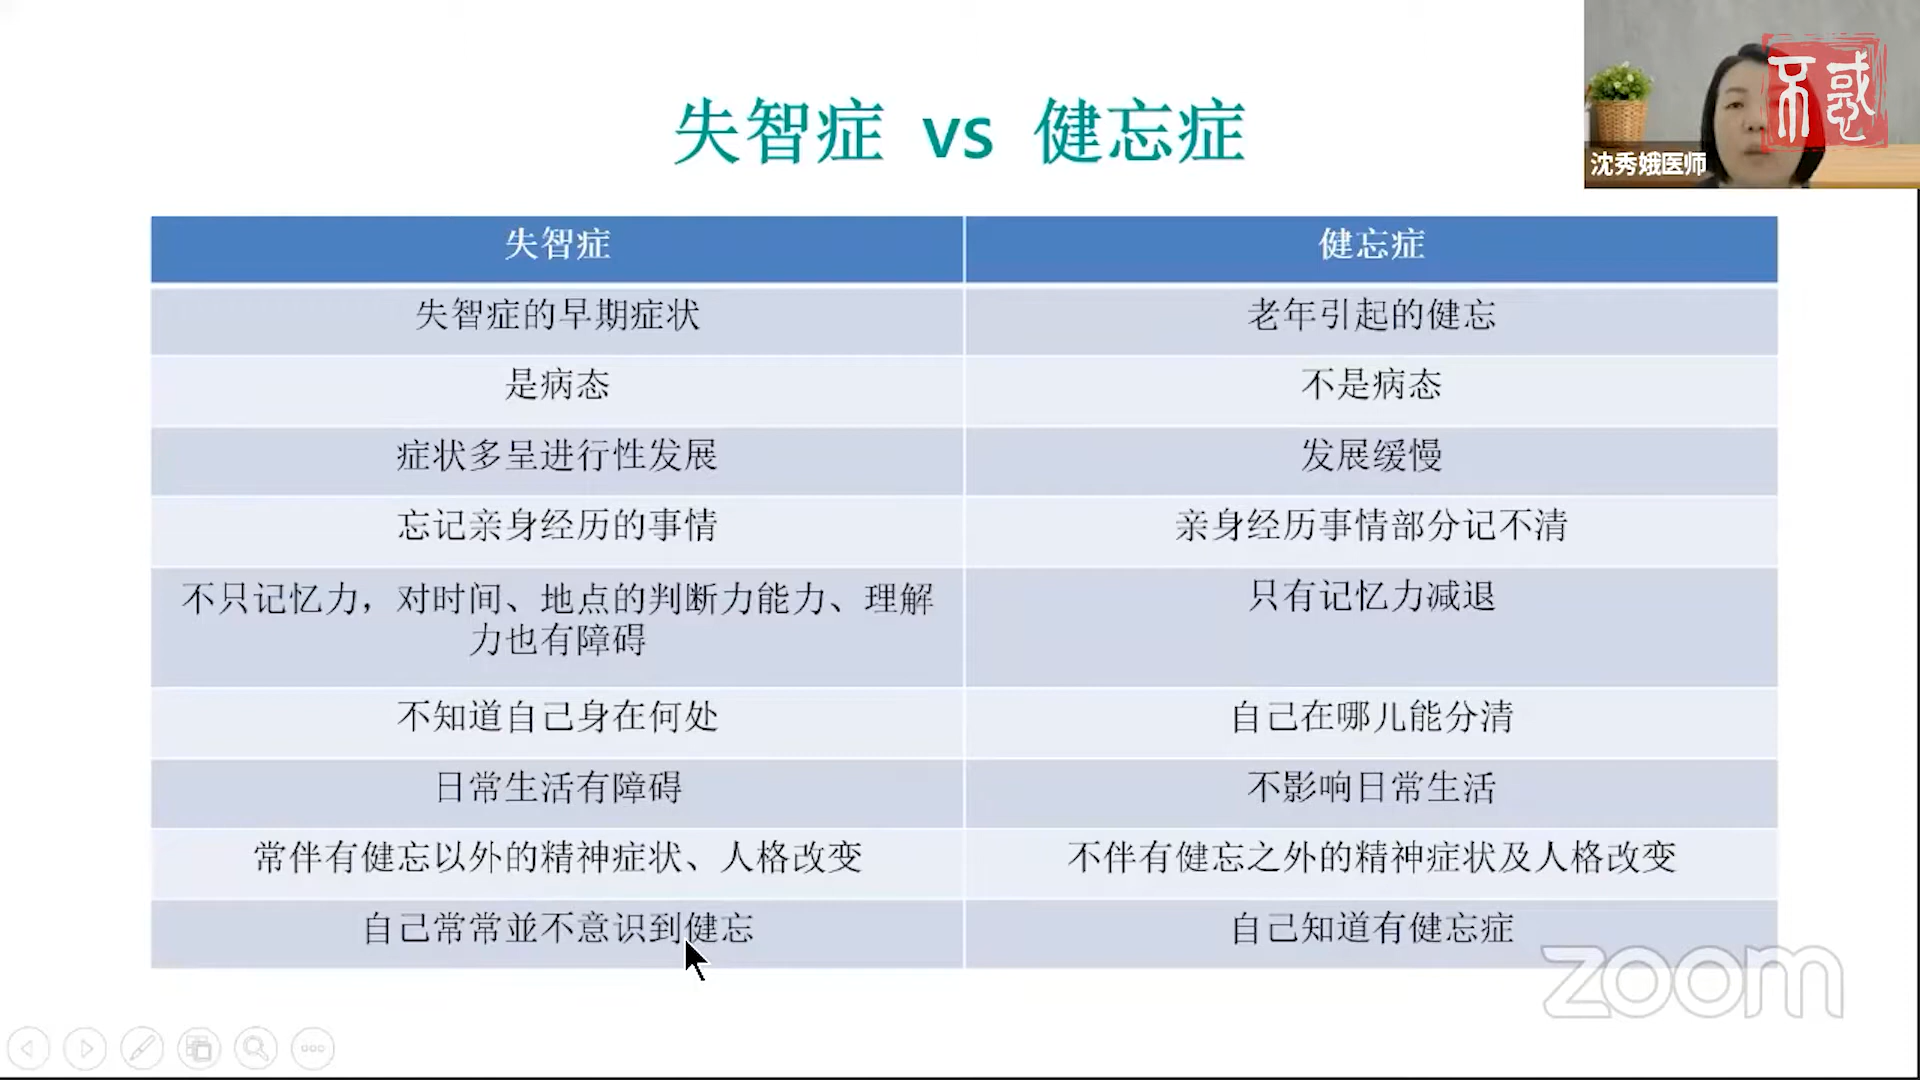 失智症 vs 健忘症
不惑
沈秀娥医师
失智症 健忘症
失智症的早期症状 老年引起的健忘
是病态 不是病态
症状多呈进行性发展 发展缓慢
忘记亲身经历的事情 亲身经历事情部分记不清
不只记忆力，对时间、地点的判断力能力、理解 只有记忆力减退
力也有障碍
不知道自己身在何处 自己在哪儿能分清
日常生活有障碍 不影响日常生活
常伴有健忘以外的精神症状、人格改变 不伴有健忘之外的精神症状及人格改变
自己常常並不意识到健忘 自己知道有健忘症
zoom